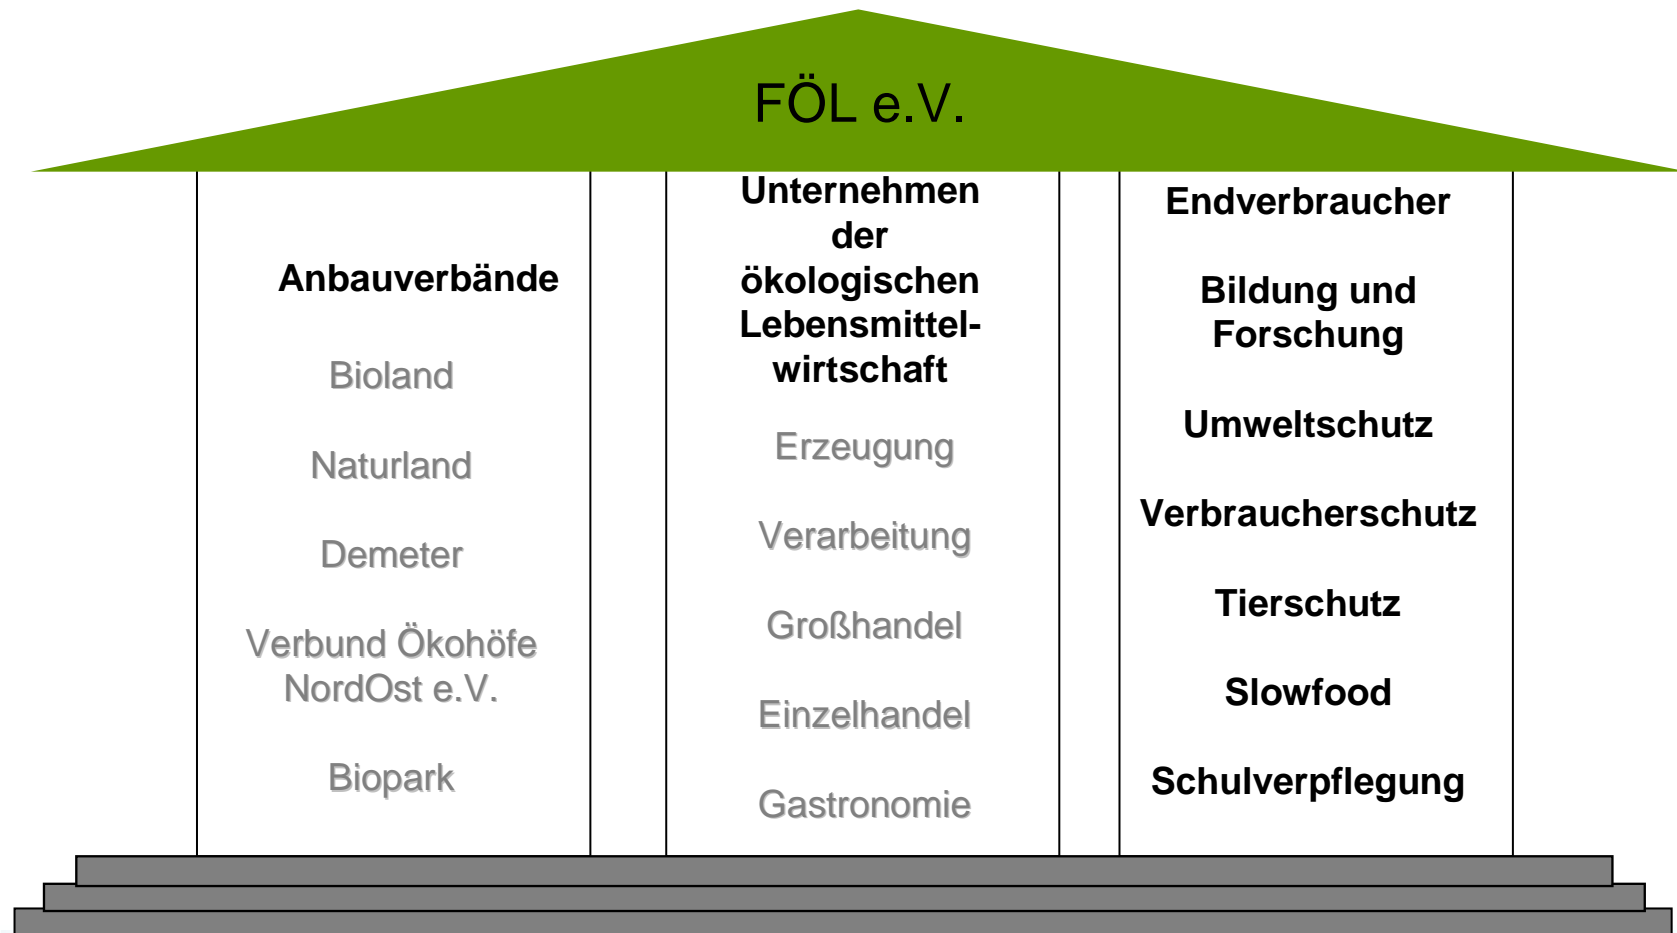 FÖL e.V.
Anbauverbände
Bioland
Naturland
Demeter
Verbund Ökohöfe
NordOst e.V.
Biopark
Unternehmen
der
ökologischen
Lebensmittel-
wirtschaft
Erzeugung
Verarbeitung
Großhandel
Einzelhandel
Gastronomie
Endverbraucher
Bildung und
Forschung
Umweltschutz
Verbraucherschutz
Tierschutz
Slowfood
Schulverpflegung